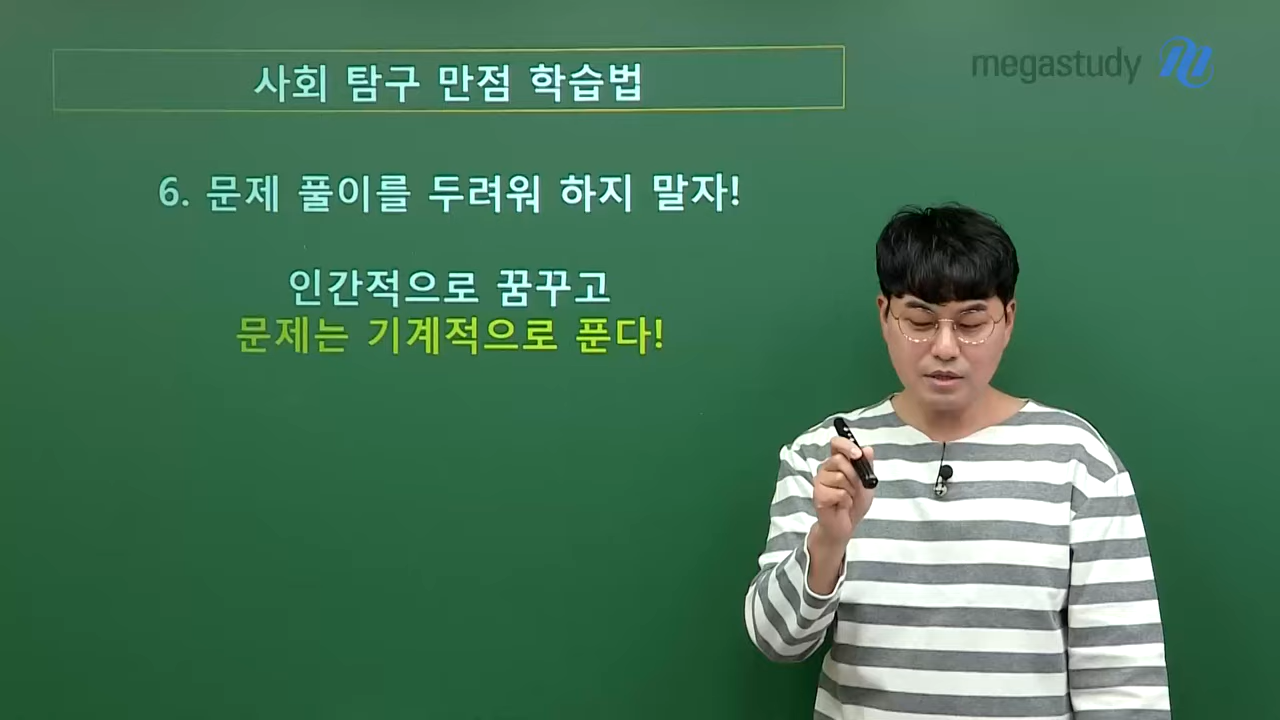 사회 탐구 만점 학습법
megastudy
6. 문제 풀이를 두려워 하지 말자!
인간적으로 꿈꾸고
문제는 기계적으로 푼다!